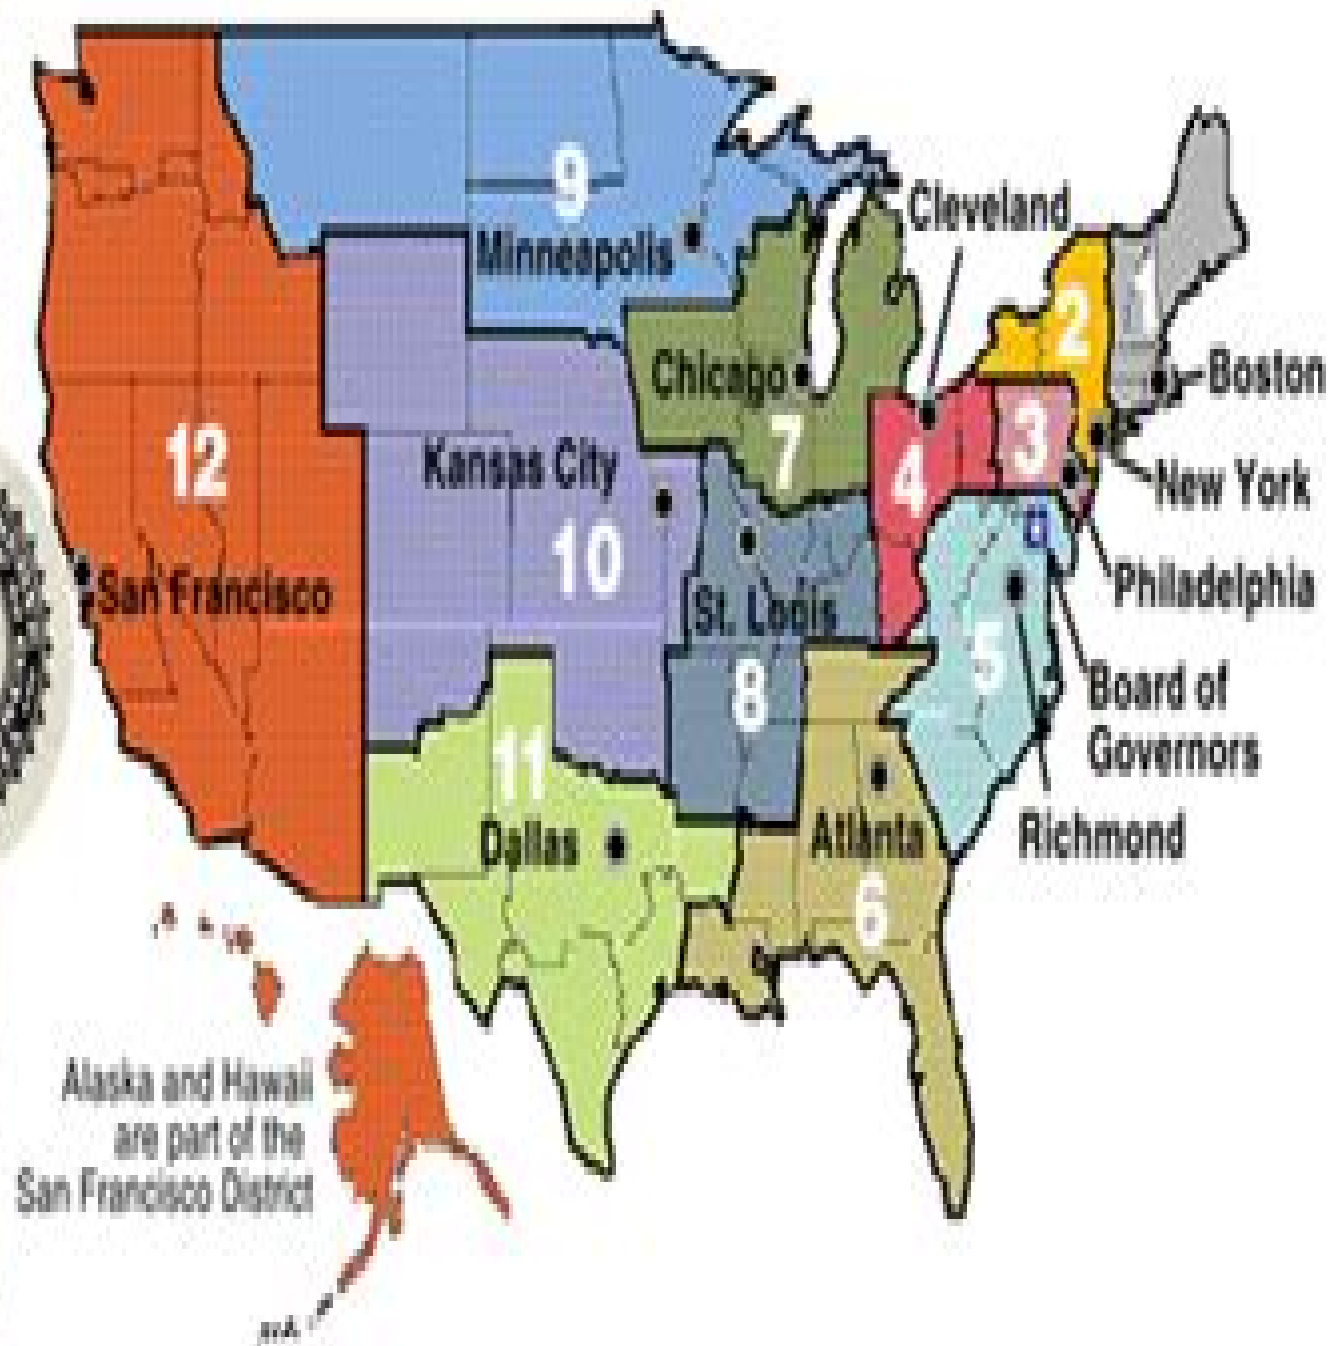 9
Minneapolis
Cleveland
1
2
Boston
Chicago
7
3
4
12
Kansas City
10
New York
San Francisco
St. Louis
Philadelphia
5
8
Board of
Governors
11
Dallas
Atlanta
Richmond
6
Alaska and Hawaii
are part of the
San Francisco District